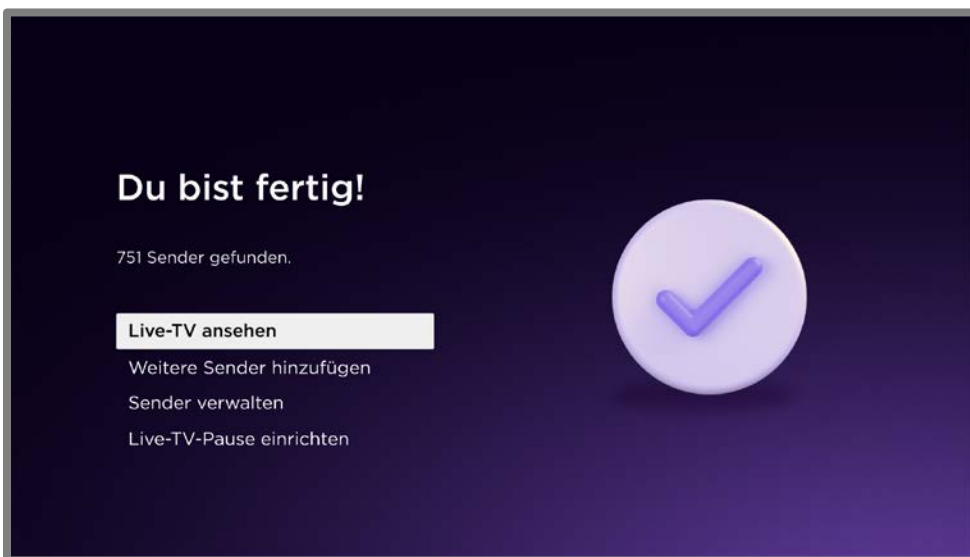 Du bist fertig!
751 Sender gefunden.
Live-TV ansehen
Weitere Sender hinzufügen
Sender verwalten
Live-TV-Pause einrichten